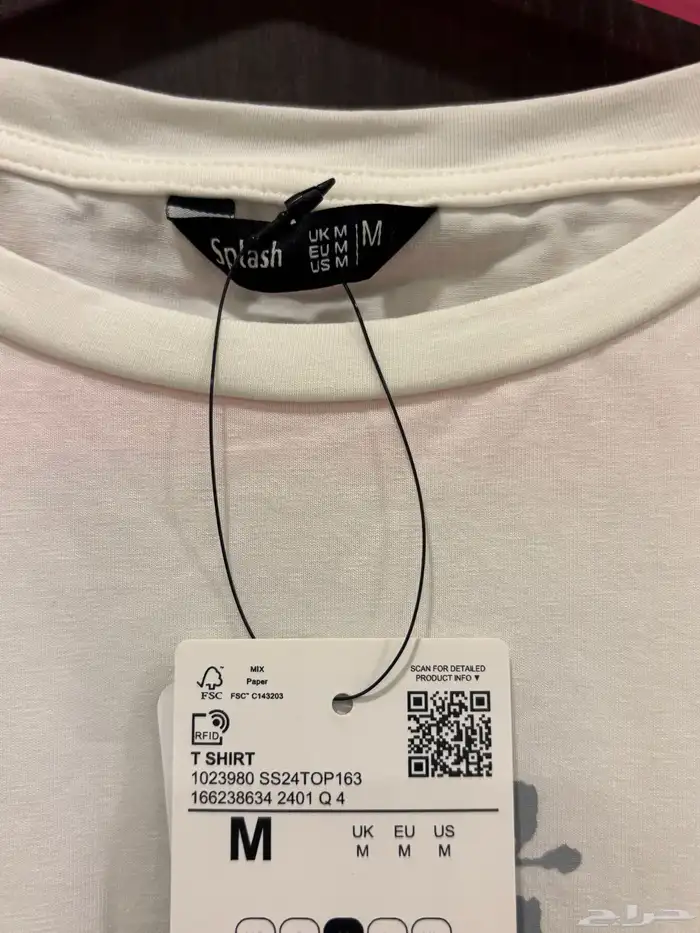 Splash
UK M
EU M
US M
M
MIX
Paper
FSC™ C143203
FSC
SCAN FOR DETAILED
PRODUCT INFO ▼
RFID
T SHIRT
1023980 SS24TOP163
166238634 2401 Q 4
M
UK EU US
M M M
حراج